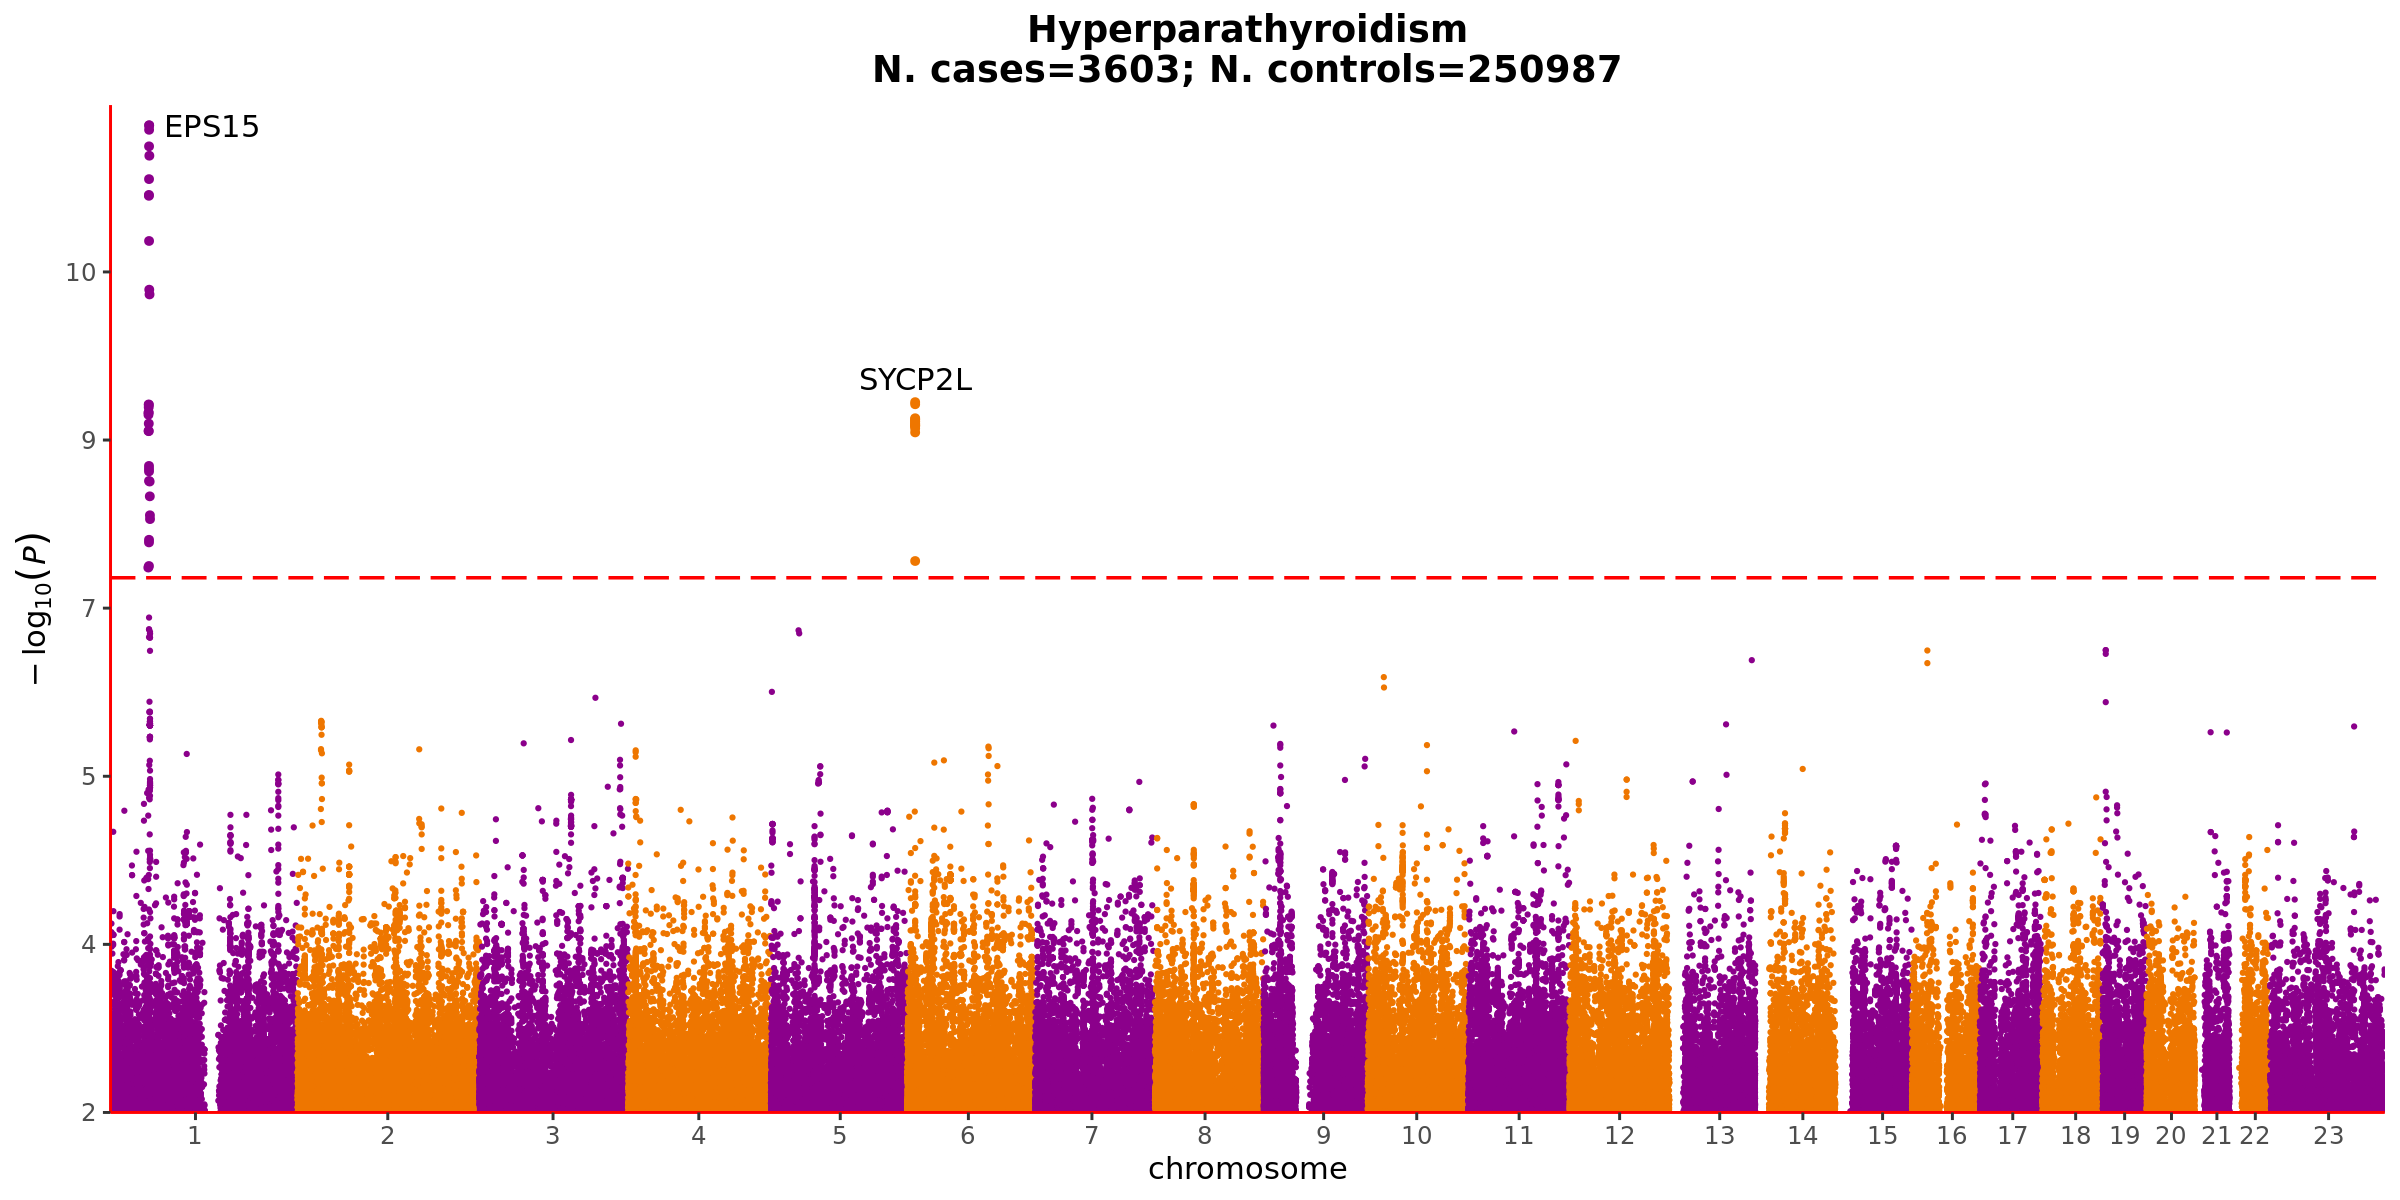 Hyperparathyroidism
N. cases=3603; N. controls=250987
EPS15
SYCP2L
10
9
7
5
4
2
−log10(P)
1 2 3 4 5 6 7 8 9 10 11 12 13 14 15 16 17 18 19 20 21 22 23
chromosome